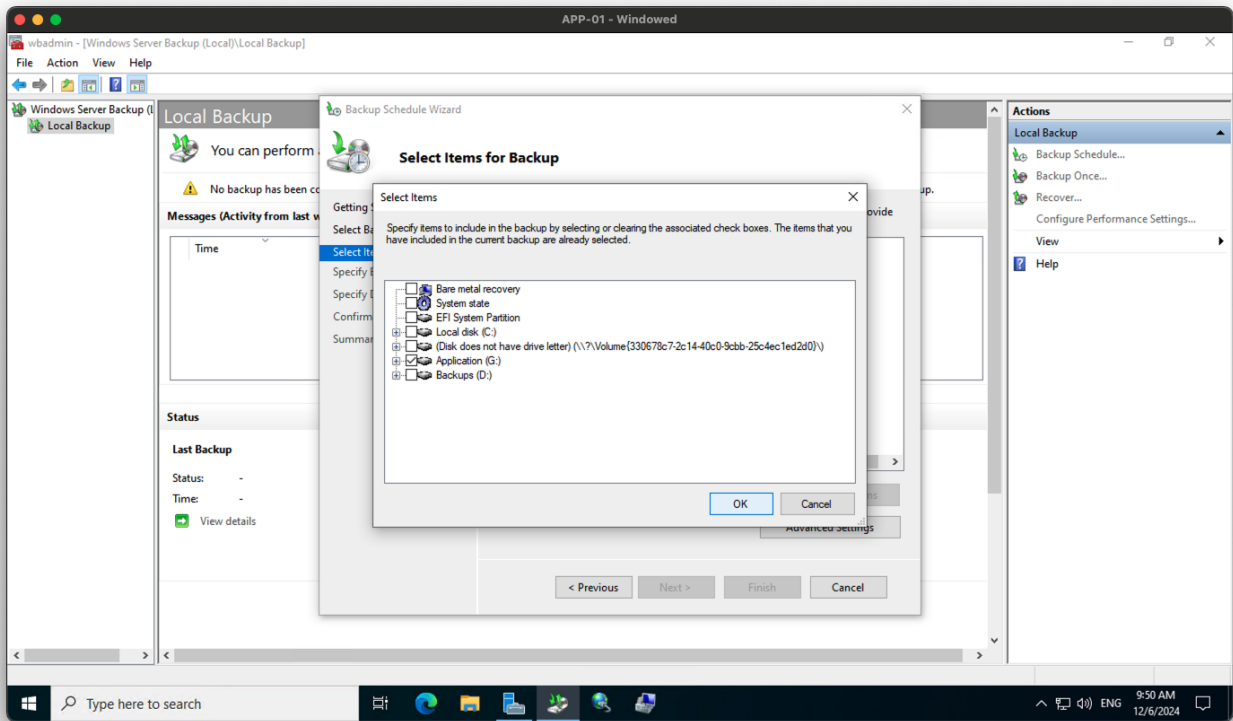 APP-01 - Windowed
wbadmin - [Windows Server Backup (Local)\Local Backup]
File Action View Help
Windows Server Backup (L
Local Backup
Local Backup
You can perform
No backup has been co
up.
Messages (Activity from last w
Time
Status
Last Backup
Status: -
Time: -
View details
Backup Schedule Wizard
Select Items for Backup
Getting S
Select Ba
Select Ite
Specify B
Specify D
Confirm
Summar
ovide
Select Items
Specify items to include in the backup by selecting or clearing the associated check boxes. The items that you
have included in the current backup are already selected.
Bare metal recovery
System state
EFI System Partition
Local disk (C:)
(Disk does not have drive letter) (\\?\Volume{330678c7-2c14-40c0-9cbb-25c4ec1ed2d0}\)
Application (G:)
Backups (D:)
OK Cancel
ms
Advanced Settings
< Previous Next > Finish Cancel
Actions
Local Backup
Backup Schedule...
Backup Once...
Recover...
Configure Performance Settings...
View
Help
Type here to search
ENG
9:50 AM
12/6/2024